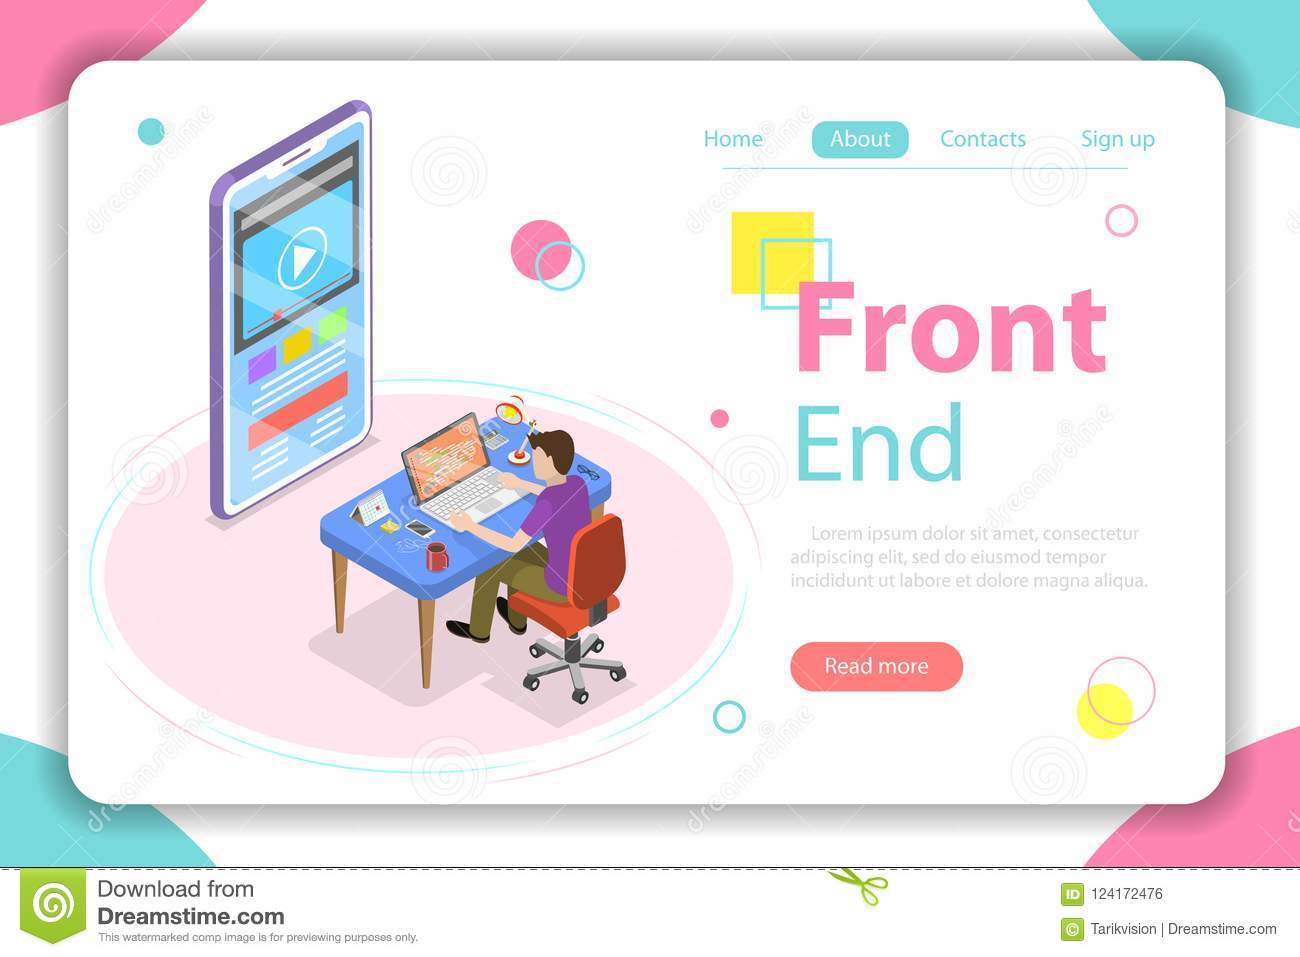 Home About Contacts Sign up
Front
End
Lorem ipsum dolor sit amet, consectetur
adipiscing elit, sed do eiusmod tempor
incididunt ut labore et dolore magna aliqua.
Read more
Download from
Dreamstime.com
This watermarked comp image is for previewing purposes only.
ID 124172476
© Tarikvision | Dreamstime.com